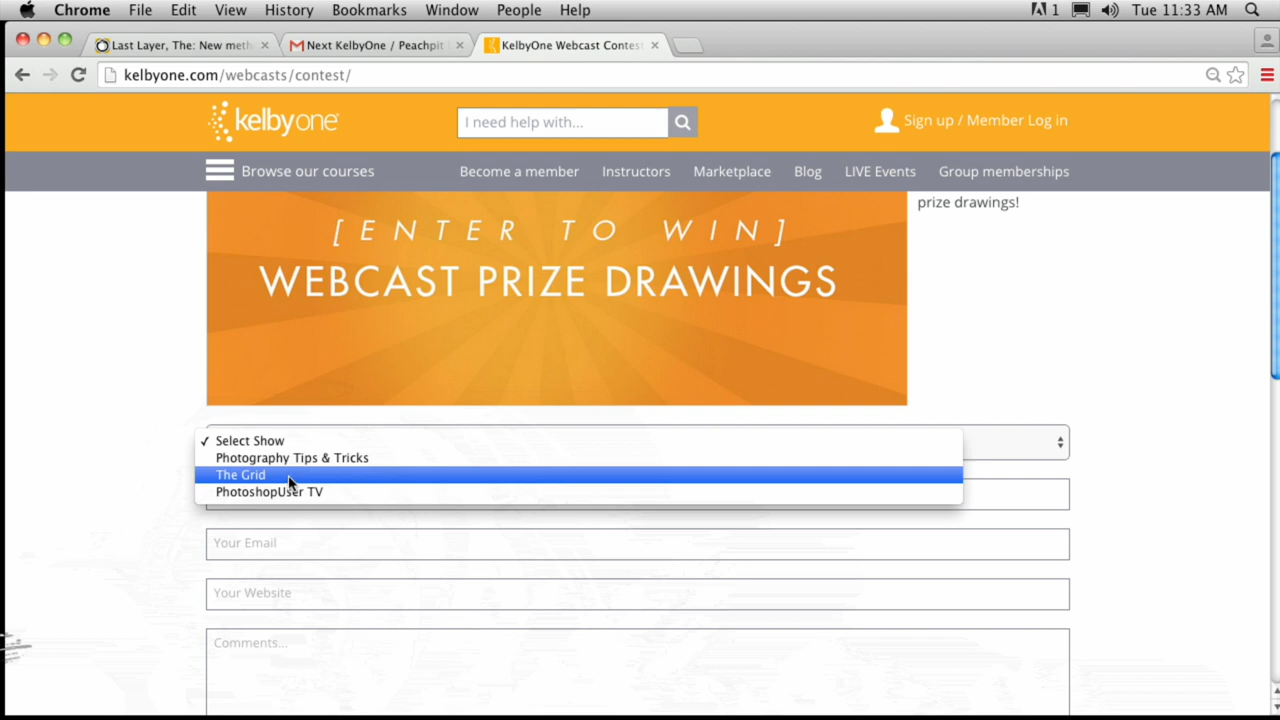 Chrome File Edit View History Bookmarks Window People Help 1 Tue 11:33 AM
Last Layer, The: New meth
Next KelbyOne / Peachpit
KelbyOne Webcast Contest
kelbyone.com/webcasts/contest/
kelbyone
I need help with...
Sign up / Member Log in
Browse our courses
Become a member Instructors Marketplace Blog LIVE Events Group memberships
prize drawings!
[ENTER TO WIN]
WEBCAST PRIZE DRAWINGS
✓ Select Show
Photography Tips & Tricks
The Grid
PhotoshopUser TV
Your Email
Your Website
Comments...